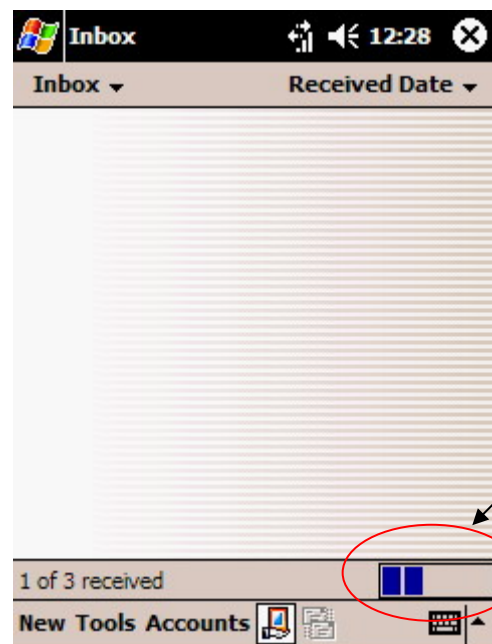 Inbox 12:28
Inbox Received Date
1 of 3 received
New Tools Accounts